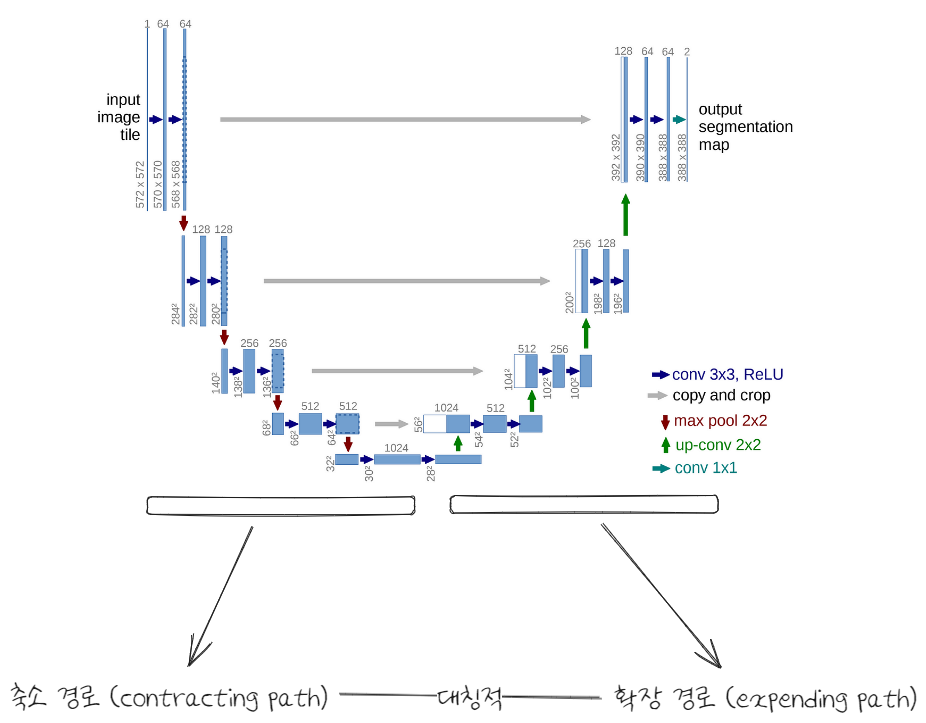 1 64 64
128 64 64 2
input
image
tile
output
segmentation
map
572 x 572
570 x 570
568 x 568
392 x 392
390 x 390
388 x 388
388 x 388
128 128
256 128
284²
282²
280²
200²
198²
196²
256 256
512 256
140²
138²
136²
104²
102²
100²
512 512
1024 512
68²
66²
64²
56²
54²
52²
1024
32²
30²
28²
conv 3x3, ReLU
copy and crop
max pool 2x2
up-conv 2x2
conv 1x1
축소 경로 (contracting path) 대칭적 확장 경로 (expending path)